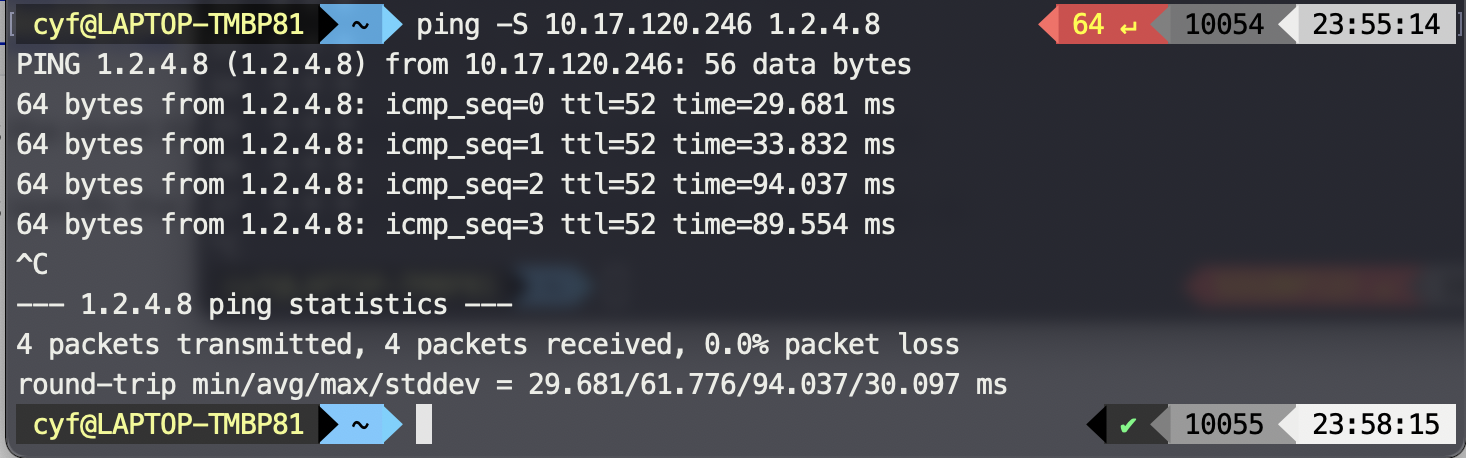 cyf@LAPTOP-TMBP81 ~ ping -S 10.17.120.246 1.2.4.8 64 ↵ 10054 23:55:14
PING 1.2.4.8 (1.2.4.8) from 10.17.120.246: 56 data bytes
64 bytes from 1.2.4.8: icmp_seq=0 ttl=52 time=29.681 ms
64 bytes from 1.2.4.8: icmp_seq=1 ttl=52 time=33.832 ms
64 bytes from 1.2.4.8: icmp_seq=2 ttl=52 time=94.037 ms
64 bytes from 1.2.4.8: icmp_seq=3 ttl=52 time=89.554 ms
^C
--- 1.2.4.8 ping statistics ---
4 packets transmitted, 4 packets received, 0.0% packet loss
round-trip min/avg/max/stddev = 29.681/61.776/94.037/30.097 ms
cyf@LAPTOP-TMBP81 ~ ✔ 10055 23:58:15